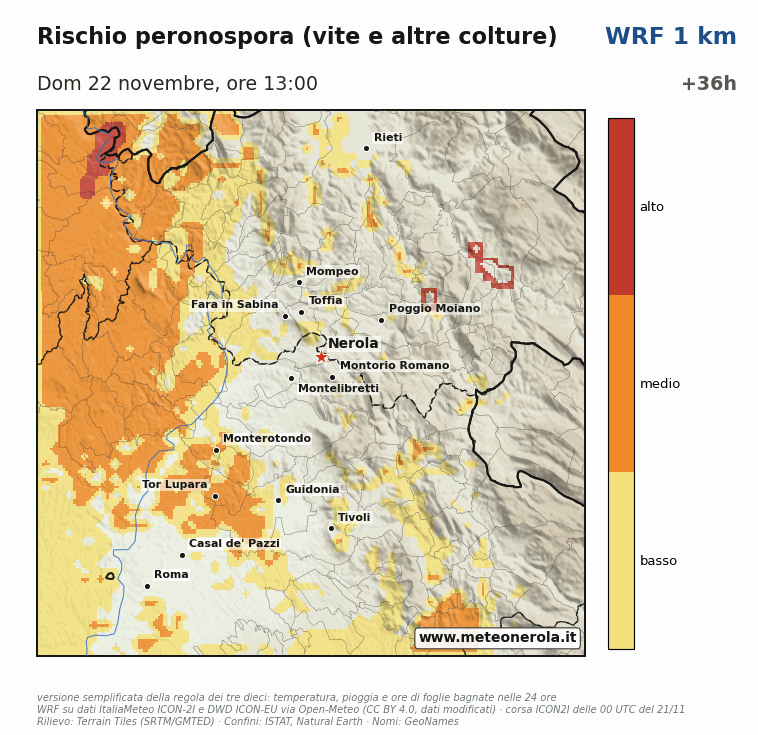 Rischio peronospora (vite e altre colture)
WRF 1 km
Dom 22 novembre, ore 13:00
+36h
Rieti
alto
Mompeo
Fara in Sabina
Toffia
Poggio Moiano
Nerola
Montorio Romano
Montelibretti
medio
Monterotondo
Tor Lupara
Guidonia
Tivoli
Casal de' Pazzi
basso
Roma
www.meteonerola.it
versione semplificata della regola dei tre dieci: temperatura, pioggia e ore di foglie bagnate nelle 24 ore
WRF su dati ItaliaMeteo ICON-2I e DWD ICON-EU via Open-Meteo (CC BY 4.0, dati modificati) · corsa ICON2I delle 00 UTC del 21/11
Rilievo: Terrain Tiles (SRTM/GMTED) · Confini: ISTAT, Natural Earth · Nomi: GeoNames